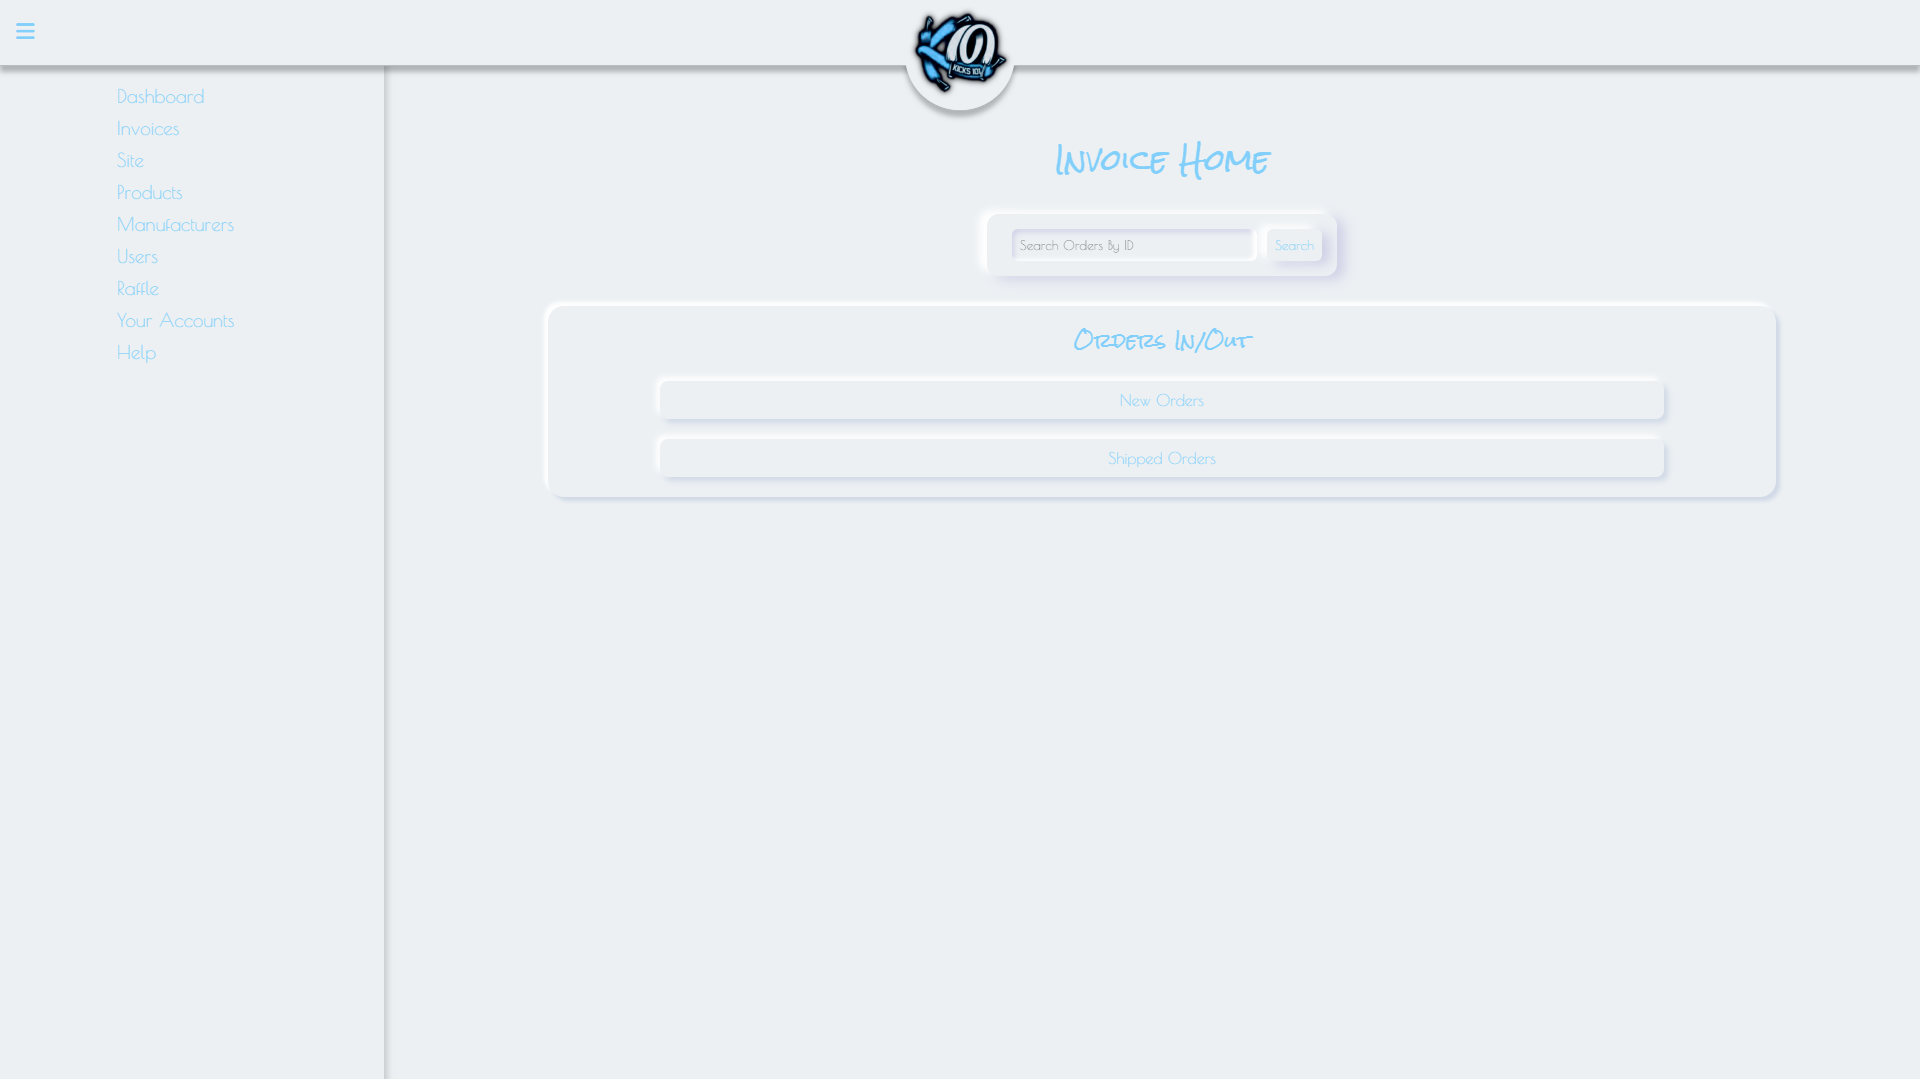 KO
KICKS 101
Dashboard
Invoices
Site
Products
Manufacturers
Users
Raffle
Your Accounts
Help
Invoice Home
Search Orders By ID
Search
Orders In/Out
New Orders
Shipped Orders